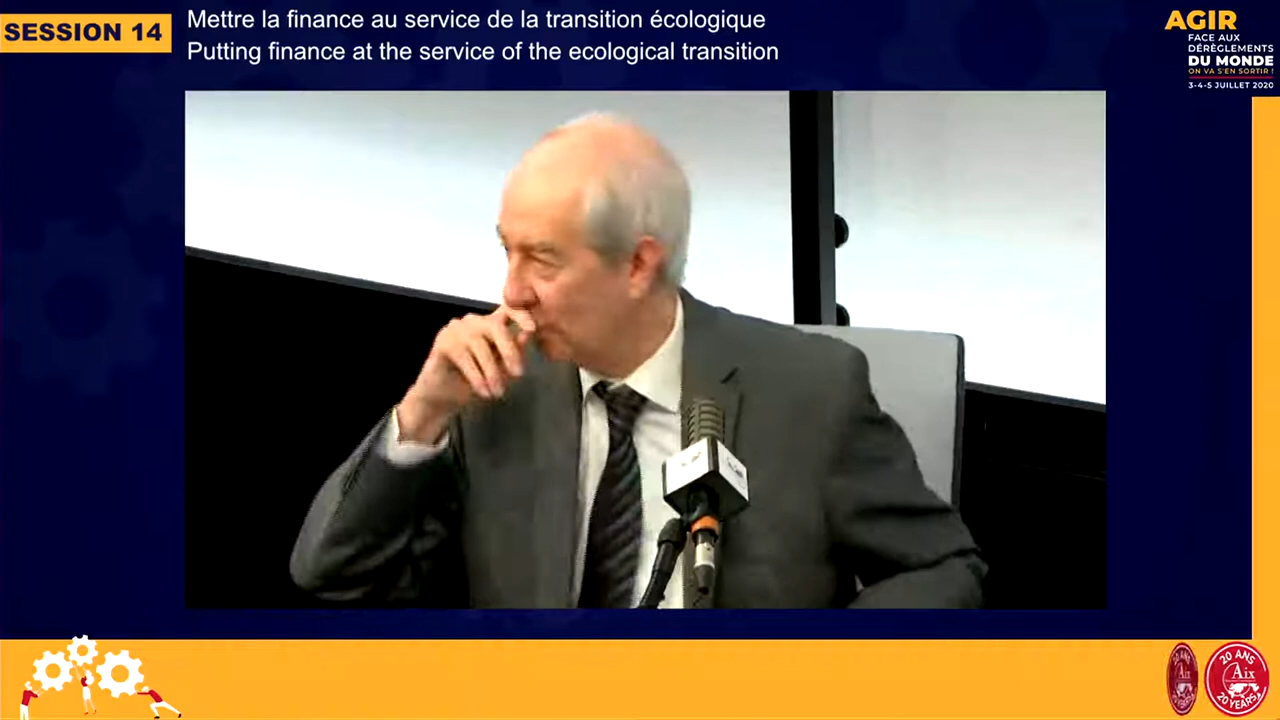 SESSION 14
Mettre la finance au service de la transition écologique
Putting finance at the service of the ecological transition
AGIR
FACE AUX
DÉRÈGLEMENTS
DU MONDE
ON VA S'EN SORTIR !
3-4-5 JUILLET 2020
20 ANS
20 ANS
Aix
20 YEARS